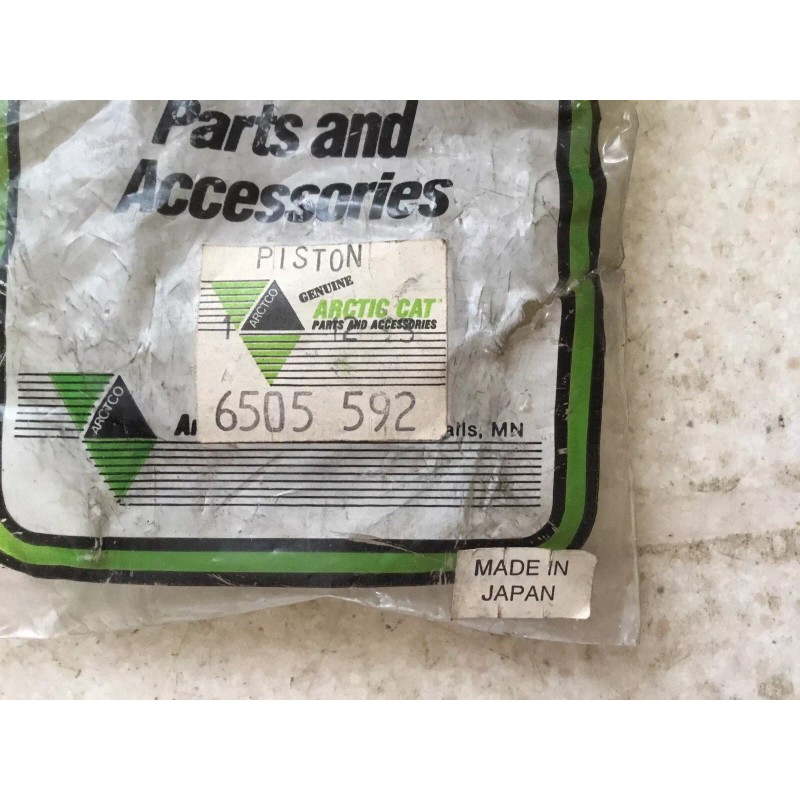 Parts and
Accessories
PISTON
ARCTCO
GENUINE
ARCTIC CAT
PARTS AND ACCESSORIES
6505 592
ARCTCO
MN
MADE IN
JAPAN